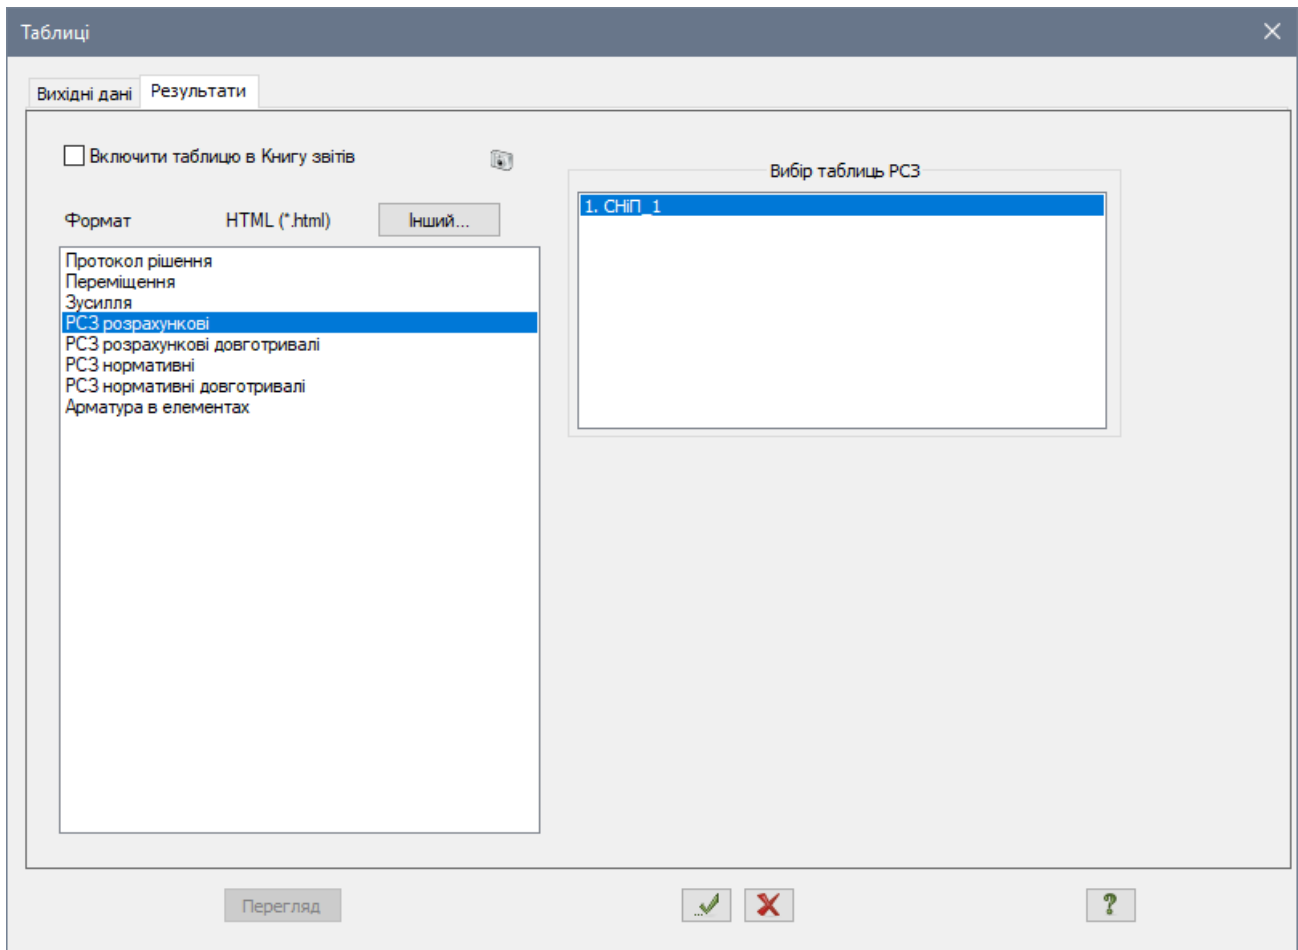 Таблиці
Вихідні дані
Результати
Включити таблицю в Книгу звітів
Формат
HTML (*.html)
Інший...
Протокол рішення
Переміщення
Зусилля
РСЗ розрахункові
РСЗ розрахункові довготривалі
РСЗ нормативні
РСЗ нормативні довготривалі
Арматура в елементах
Вибір таблиць РСЗ
1. СНіП_1
Перегляд
?